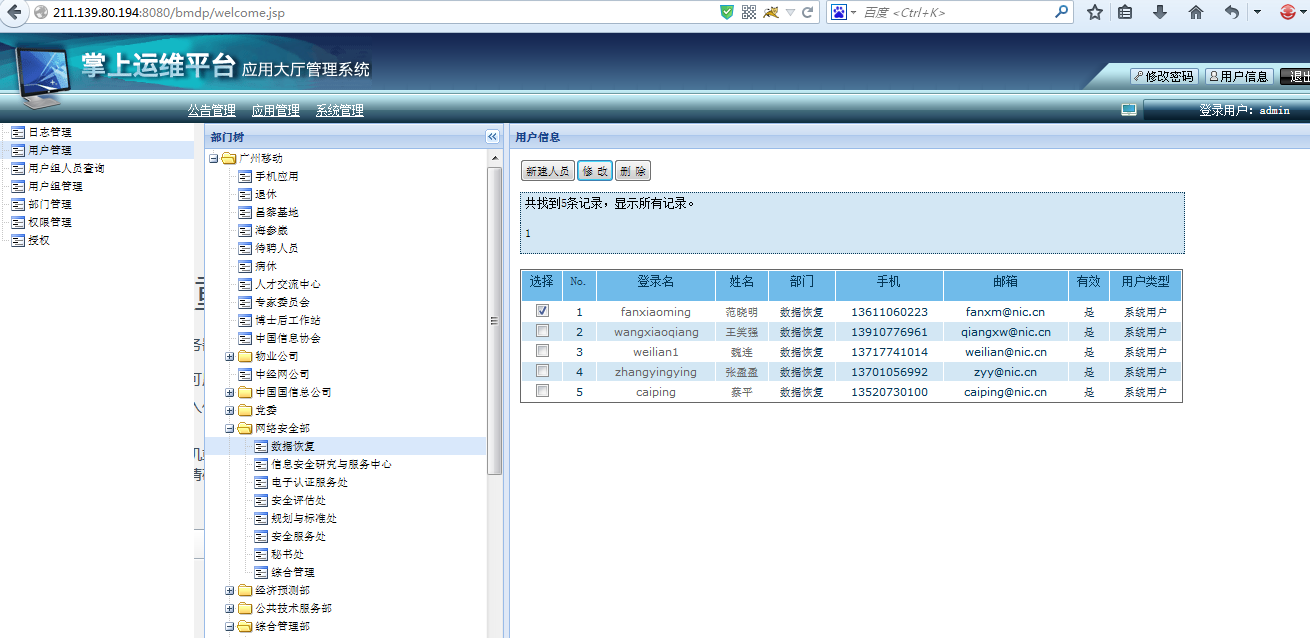 211.139.80.194:8080/bmdp/welcome.jsp
百度 <Ctrl+K>
掌上运维平台 应用大厅管理系统
修改密码
用户信息
退出
公告管理 应用管理 系统管理
登录用户：admin
日志管理
用户管理
用户组人员查询
用户组管理
部门管理
权限管理
授权
部门树
广州移动
手机应用
退休
昌黎基地
海参崴
待聘人员
病休
人才交流中心
专家委员会
博士后工作站
中国信息协会
物业公司
中经网公司
中国国信息公司
党委
网络安全部
数据恢复
信息安全研究与服务中心
电子认证服务处
安全评估处
规划与标准处
安全服务处
秘书处
综合管理
经济预测部
公共技术服务部
综合管理部
用户信息
新建人员 修 改 删 除
共找到5条记录，显示所有记录。
1
选择 No. 登录名 姓名 部门 手机 邮箱 有效 用户类型
1 fanxiaoming 范晓明 数据恢复 13611060223 fanxm@nic.cn 是 系统用户
2 wangxiaoqiang 王笑强 数据恢复 13910776961 qiangxw@nic.cn 是 系统用户
3 weilian1 魏连 数据恢复 13717741014 weilian@nic.cn 是 系统用户
4 zhangyingying 张盈盈 数据恢复 13701056992 zyy@nic.cn 是 系统用户
5 caiping 蔡平 数据恢复 13520730100 caiping@nic.cn 是 系统用户